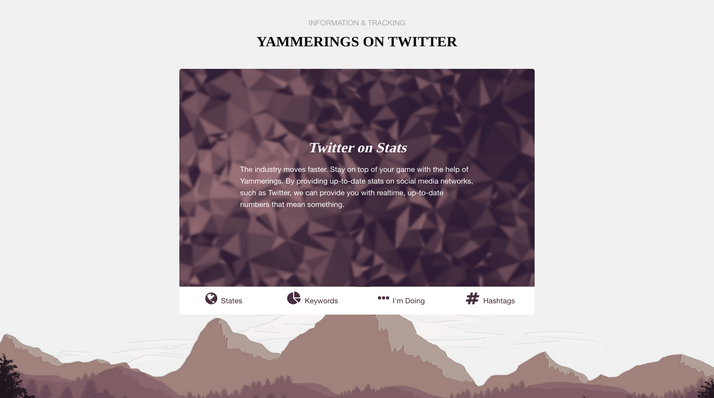 INFORMATION & TRACKING
YAMMERINGS ON TWITTER
Twitter on Stats
The industry moves faster. Stay on top of your game with the help of
Yammerings. By providing up-to-date stats on social media networks,
such as Twitter, we can provide you with realtime, up-to-date
numbers that mean something.
States
Keywords
I'm Doing
Hashtags